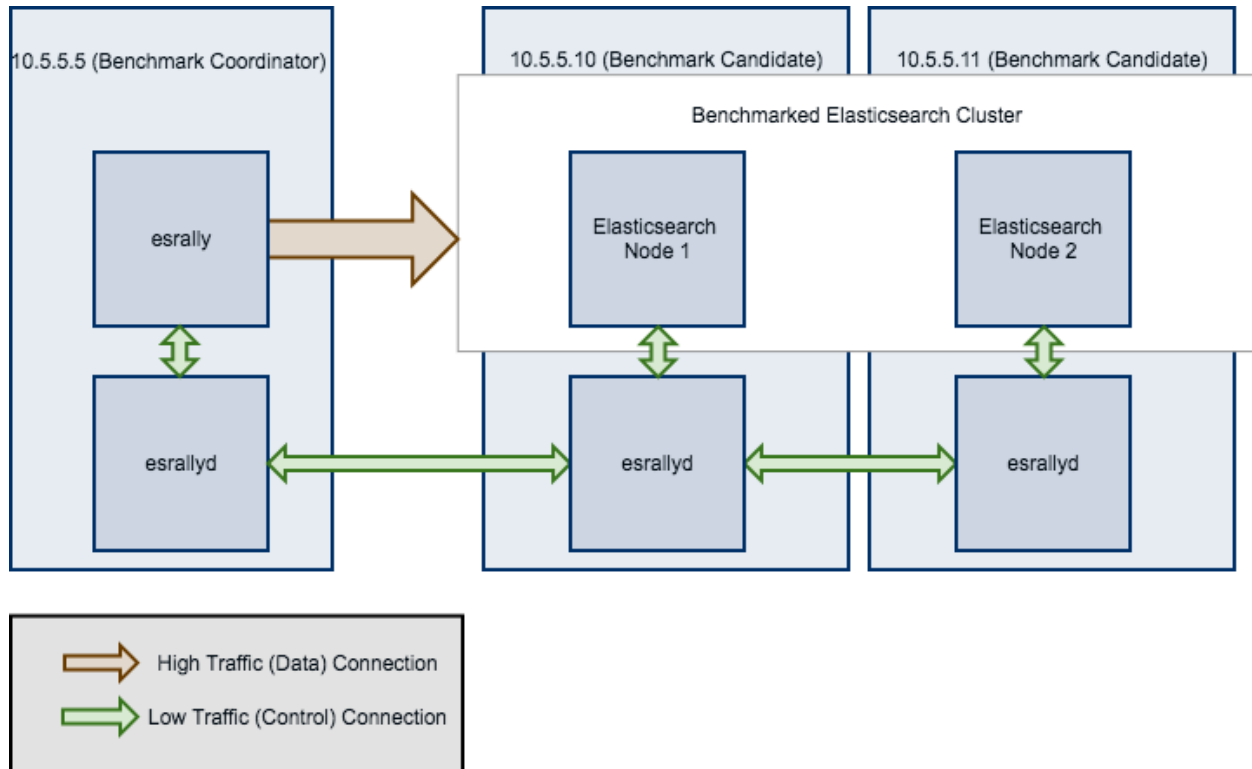 10.5.5.5 (Benchmark Coordinator)
10.5.5.10 (Benchmark Candidate)
10.5.5.11 (Benchmark Candidate)
Benchmarked Elasticsearch Cluster
esrally
Elasticsearch
Node 1
Elasticsearch
Node 2
esrallyd
esrallyd
esrallyd
High Traffic (Data) Connection
Low Traffic (Control) Connection